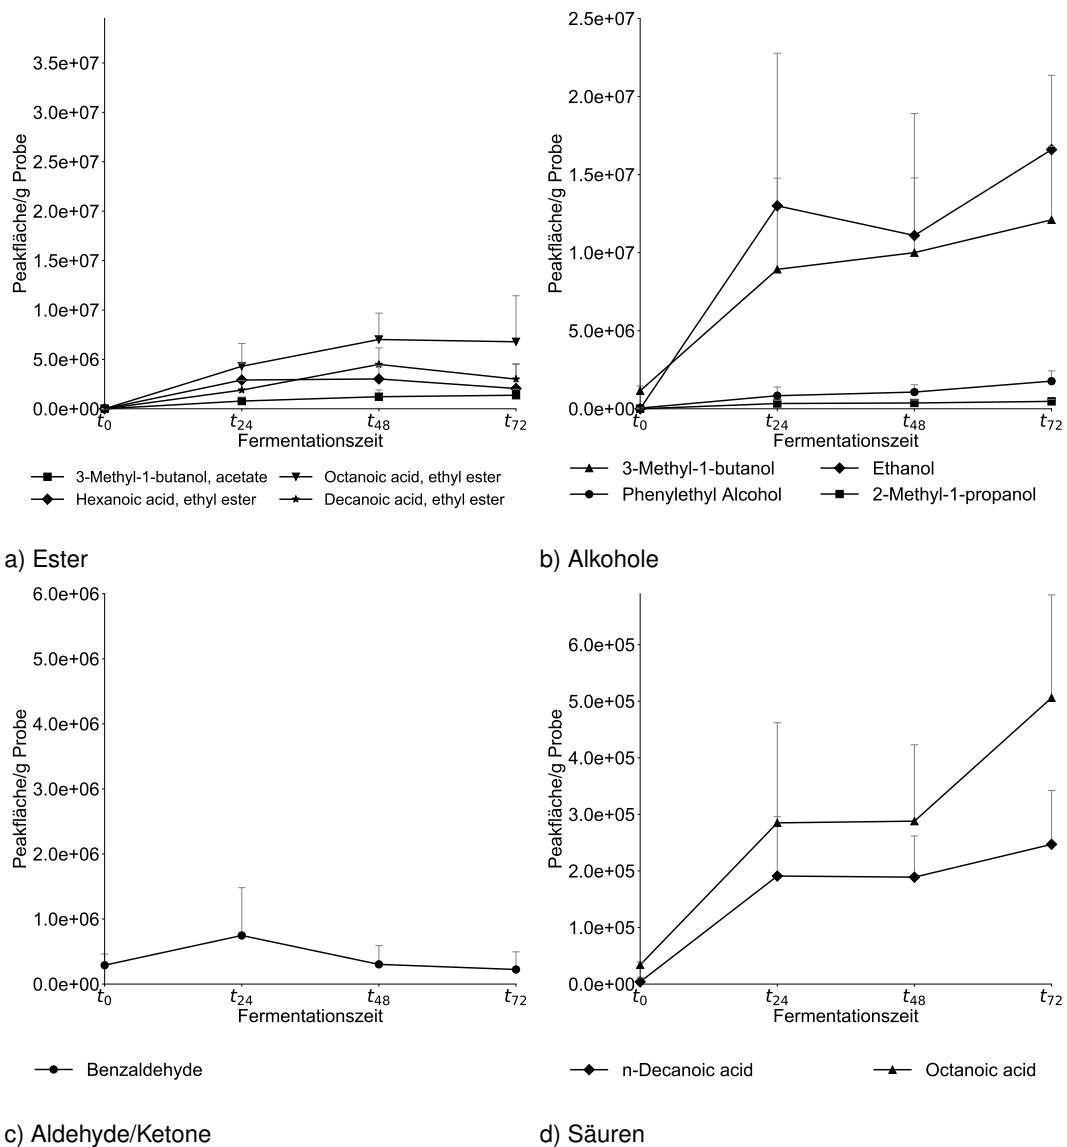 3.5e+07
3.0e+07
2.5e+07
2.0e+07
1.5e+07
1.0e+07
5.0e+06
0.0e+00
Peakfläche/g Probe
t0 t24 t48 t72
Fermentationszeit
3-Methyl-1-butanol, acetate Octanoic acid, ethyl ester
Hexanoic acid, ethyl ester Decanoic acid, ethyl ester
a) Ester
2.5e+07
2.0e+07
1.5e+07
1.0e+07
5.0e+06
0.0e+00
Peakfläche/g Probe
t0 t24 t48 t72
Fermentationszeit
3-Methyl-1-butanol Ethanol
Phenylethyl Alcohol 2-Methyl-1-propanol
b) Alkohole
6.0e+06
5.0e+06
4.0e+06
3.0e+06
2.0e+06
1.0e+06
0.0e+00
Peakfläche/g Probe
t0 t24 t48 t72
Fermentationszeit
Benzaldehyde
c) Aldehyde/Ketone
6.0e+05
5.0e+05
4.0e+05
3.0e+05
2.0e+05
1.0e+05
0.0e+00
Peakfläche/g Probe
t0 t24 t48 t72
Fermentationszeit
n-Decanoic acid Octanoic acid
d) Säuren